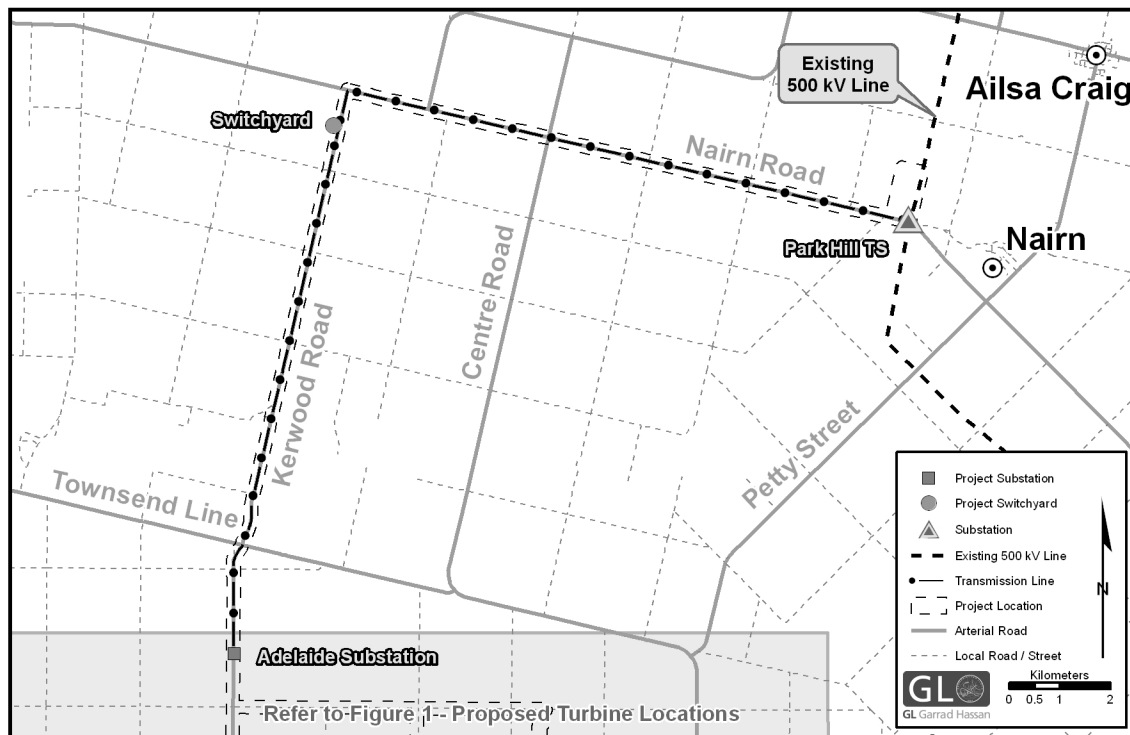 Existing
500 kV Line
Ailsa Craig
Switchyard
Nairn Road
Park Hill TS
Nairn
Centre Road
Kerwood Road
Petty Street
Townsend Line
Adelaide Substation
Refer to Figure 1-- Proposed Turbine Locations
Project Substation
Project Switchyard
Substation
Existing 500 kV Line
Transmission Line
Project Location
Arterial Road
Local Road / Street
N
Kilometers
0 0.5 1 2
GL
GL Garrad Hassan